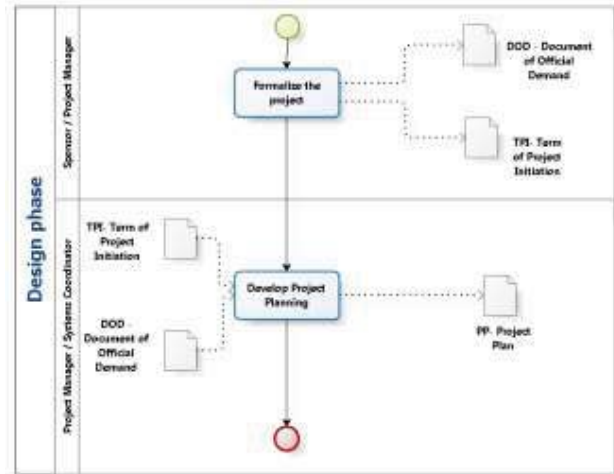 Design phase
Sponsor / Project Manager
Formalize the
project
DOD - Document
of Official
Demand
TPI- Term
of Project
Initiation
Project Manager / Systems Coordinator
TPI- Term of
Project
Initiation
DOD -
Document of
Official
Demand
Develop Project
Planning
PP- Project
Plan